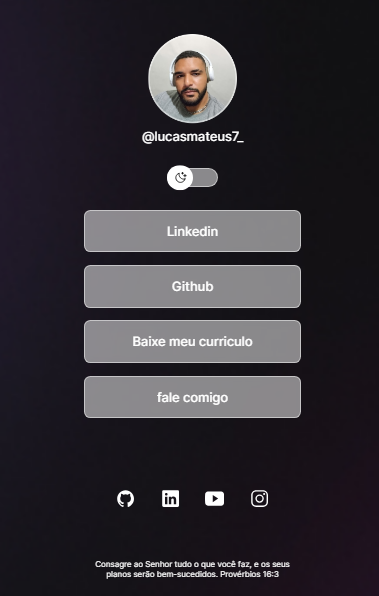 @lucasmateus7_
Linkedin
Github
Baixe meu curriculo
fale comigo
Consagre ao Senhor tudo o que você faz, e os seus
planos serão bem-sucedidos. Provérbios 16:3